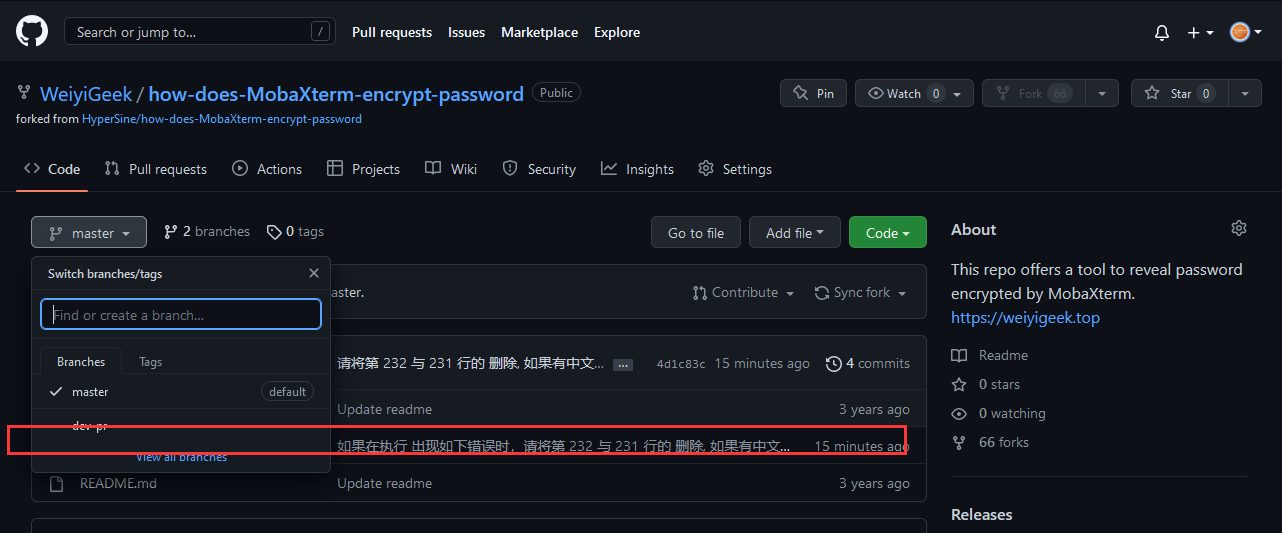 Search or jump to... / Pull requests Issues Marketplace Explore
WeiyiGeek / how-does-MobaXterm-encrypt-password Public Pin Watch 0 Fork 66 Star 0
forked from HyperSine/how-does-MobaXterm-encrypt-password
Code Pull requests Actions Projects Wiki Security Insights Settings
master 2 branches 0 tags Go to file Add file Code
Switch branches/tags
Find or create a branch...
Branches Tags
master default
dev-pr
View all branches
aster. Contribute Sync fork
请将第 232 与 231 行的 删除, 如果有中文... ... 4d1c83c 15 minutes ago 4 commits
Update readme 3 years ago
如果在执行 出现如下错误时，请将第 232 与 231 行的 删除, 如果有中文... 15 minutes ago
README.md Update readme 3 years ago
About
This repo offers a tool to reveal password
encrypted by MobaXterm.
https://weiyigeek.top
Readme
0 stars
0 watching
66 forks
Releases